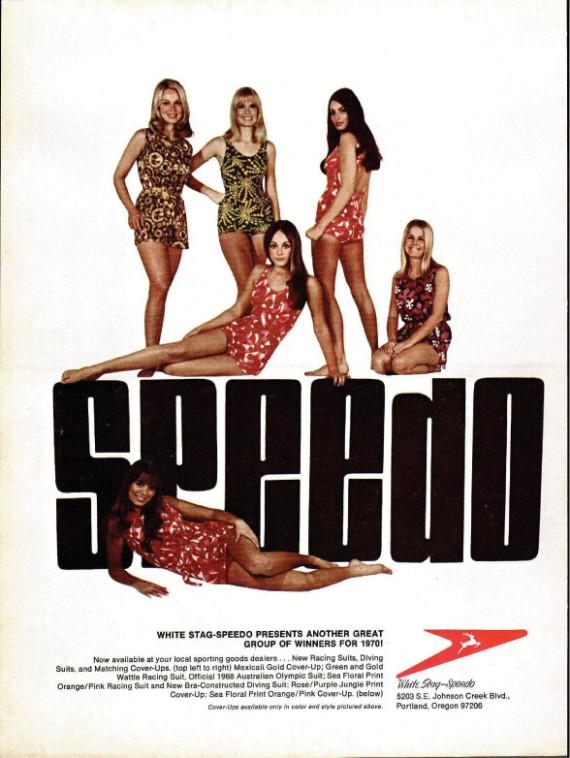 SPEEDO
WHITE STAG-SPEEDO PRESENTS ANOTHER GREAT
GROUP OF WINNERS FOR 1970!
Now available at your local sporting goods dealers . . . New Racing Suits, Diving
Suits, and Matching Cover-Ups. (top left to right) Mexicali Gold Cover-Up; Green and Gold
Wattle Racing Suit, Official 1968 Australian Olympic Suit; Sea Floral Print
Orange/Pink Racing Suit and New Bra-Constructed Diving Suit; Rose/Purple Jungle Print
Cover-Up; Sea Floral Print Orange/Pink Cover-Up. (below)
Cover-Ups available only in color and style pictured above.
White Stag-Speedo
5203 S.E. Johnson Creek Blvd.,
Portland, Oregon 97206